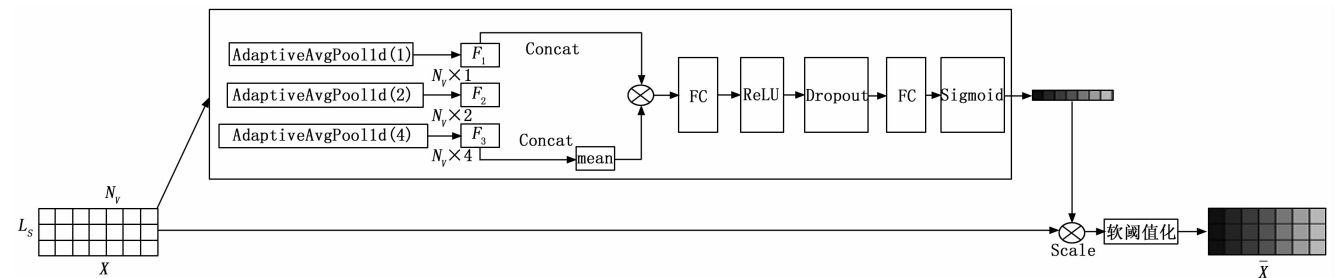 AdaptiveAvgPool1d(1)
F₁
Concat
N_V×1
AdaptiveAvgPool1d(2)
F₂
N_V×2
AdaptiveAvgPool1d(4)
F₃
Concat
N_V×4
mean
FC
ReLU
Dropout
FC
Sigmoid
N_V
L_S
X
Scale
软阈值化
X̄